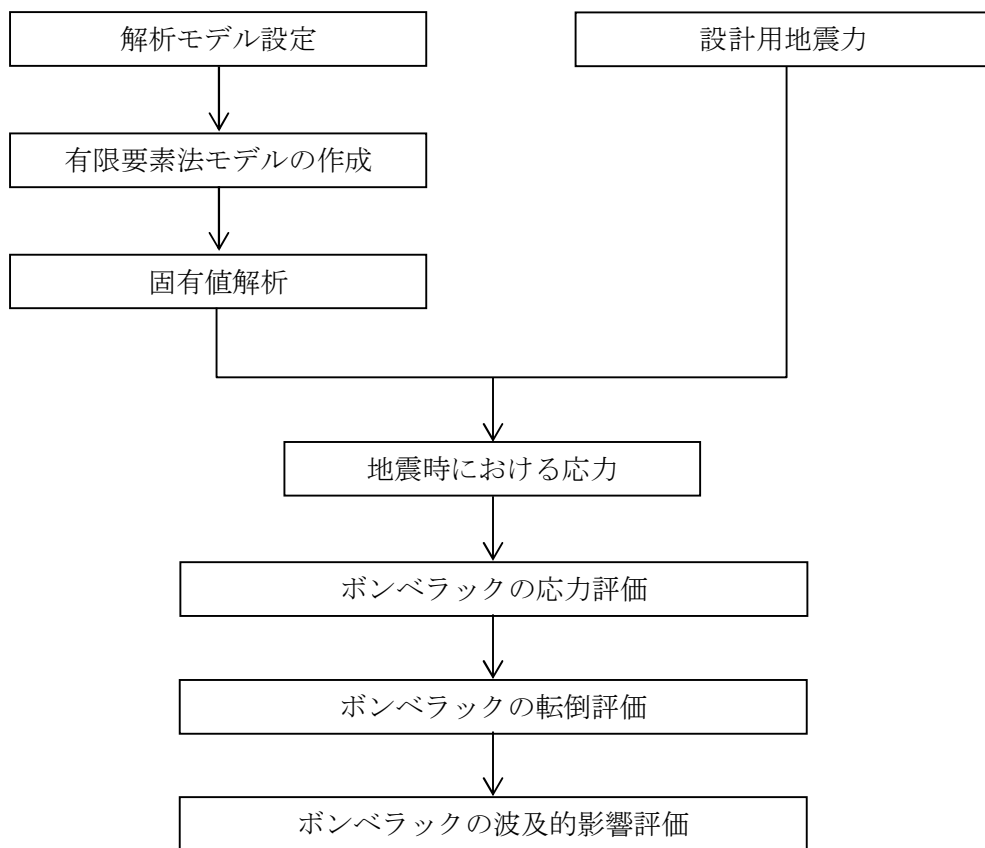 解析モデル設定
設計用地震力
有限要素法モデルの作成
固有値解析
地震時における応力
ボンベラックの応力評価
ボンベラックの転倒評価
ボンベラックの波及的影響評価